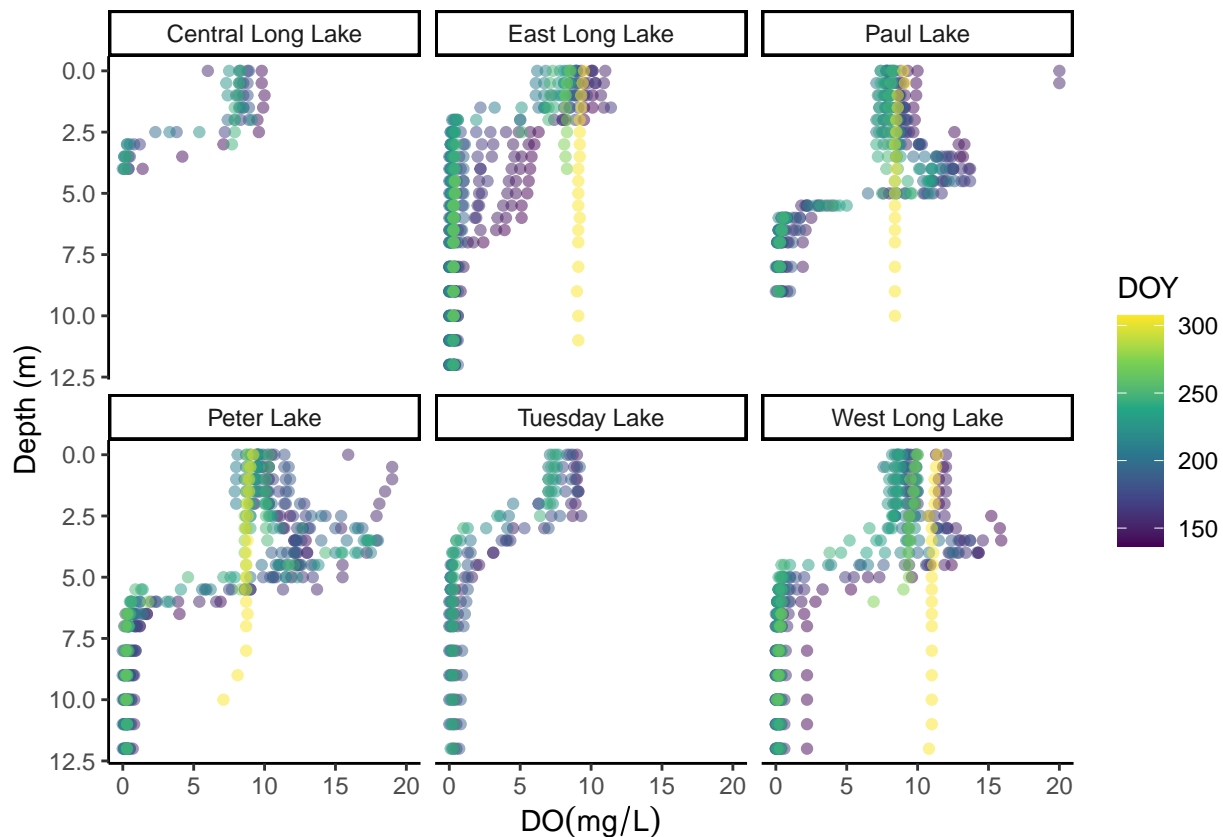 Central Long Lake East Long Lake Paul Lake
0.0
2.5
5.0
7.5
10.0
12.5
Peter Lake Tuesday Lake West Long Lake
0.0
2.5
5.0
7.5
10.0
12.5
0 5 10 15 20 0 5 10 15 20 0 5 10 15 20
DO(mg/L)
Depth (m)
DOY
300
250
200
150